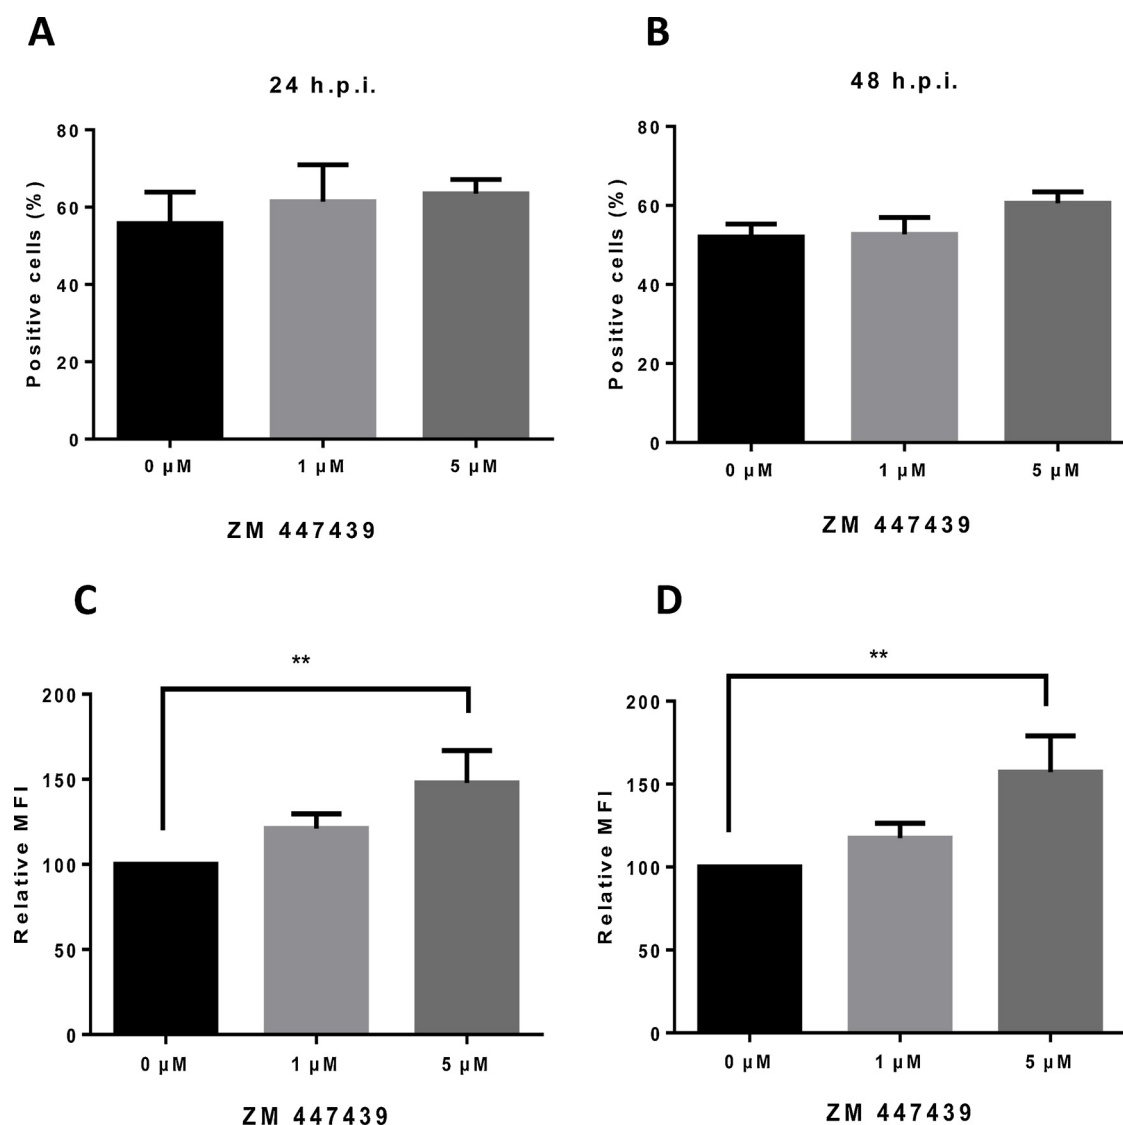 A
24 h.p.i.
Positive cells (%)
80
60
40
20
0
0 µM 1 µM 5 µM
ZM 447439
B
48 h.p.i.
Positive cells (%)
80
60
40
20
0
0 µM 1 µM 5 µM
ZM 447439
C
**
Relative MFI
200
150
100
50
0
0 µM 1 µM 5 µM
ZM 447439
D
**
Relative MFI
200
150
100
50
0
0 µM 1 µM 5 µM
ZM 447439